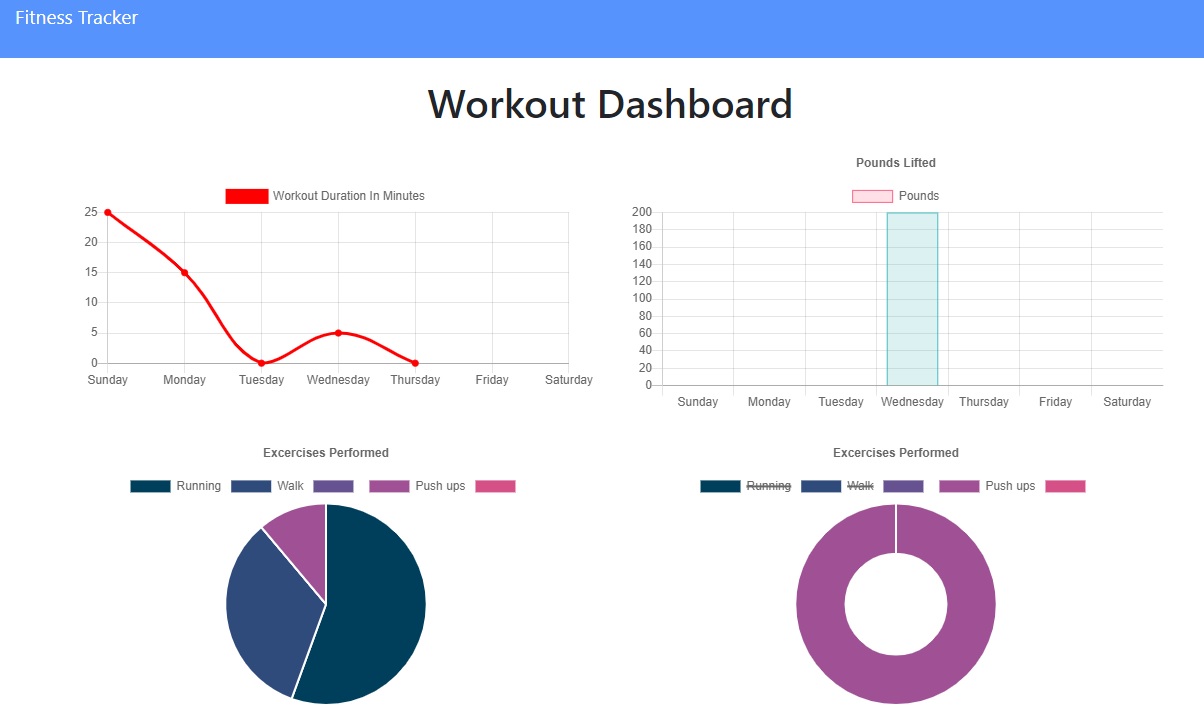 Fitness Tracker
Workout Dashboard
Workout Duration In Minutes
25
20
15
10
5
0
Sunday Monday Tuesday Wednesday Thursday Friday Saturday
Pounds Lifted
Pounds
200
180
160
140
120
100
80
60
40
20
0
Sunday Monday Tuesday Wednesday Thursday Friday Saturday
Excercises Performed
Running Walk Push ups
Excercises Performed
Running Walk Push ups